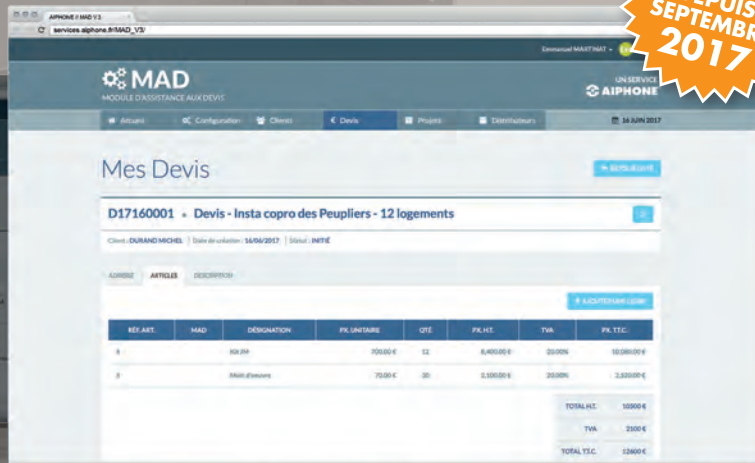 AIPHONE // MAD V3
DEPUIS
SEPTEMBRE
2017
services.aiphone.fr/MAD_V3/
Emmanuel MARTINAT
MAD
MODULE D'ASSISTANCE AUX DEVIS
UN SERVICE
AIPHONE
Accueil Configuration Clients € Devis Projets Distributeurs 16 JUIN 2017
Mes Devis
D17160001 • Devis - Insta copro des Peupliers - 12 logements
Client : DURAND MICHEL | Date de création : 16/06/2017 | Statut : INITIÉ
ADRESSE ARTICLES DESCRIPTION
+ AJOUTER UNE LIGNE
RÉF. ART. MAD DÉSIGNATION PX. UNITAIRE QTÉ PX. H.T. TVA PX. T.T.C.
Kit JM 700.00 € 12 8,400.00 € 20.00% 10,080.00 €
Main d'oeuvre 70.00 € 30 2,100.00 € 20.00% 2,520.00 €
TOTAL H.T. 10500 €
TVA 2100 €
TOTAL T.T.C. 12600 €